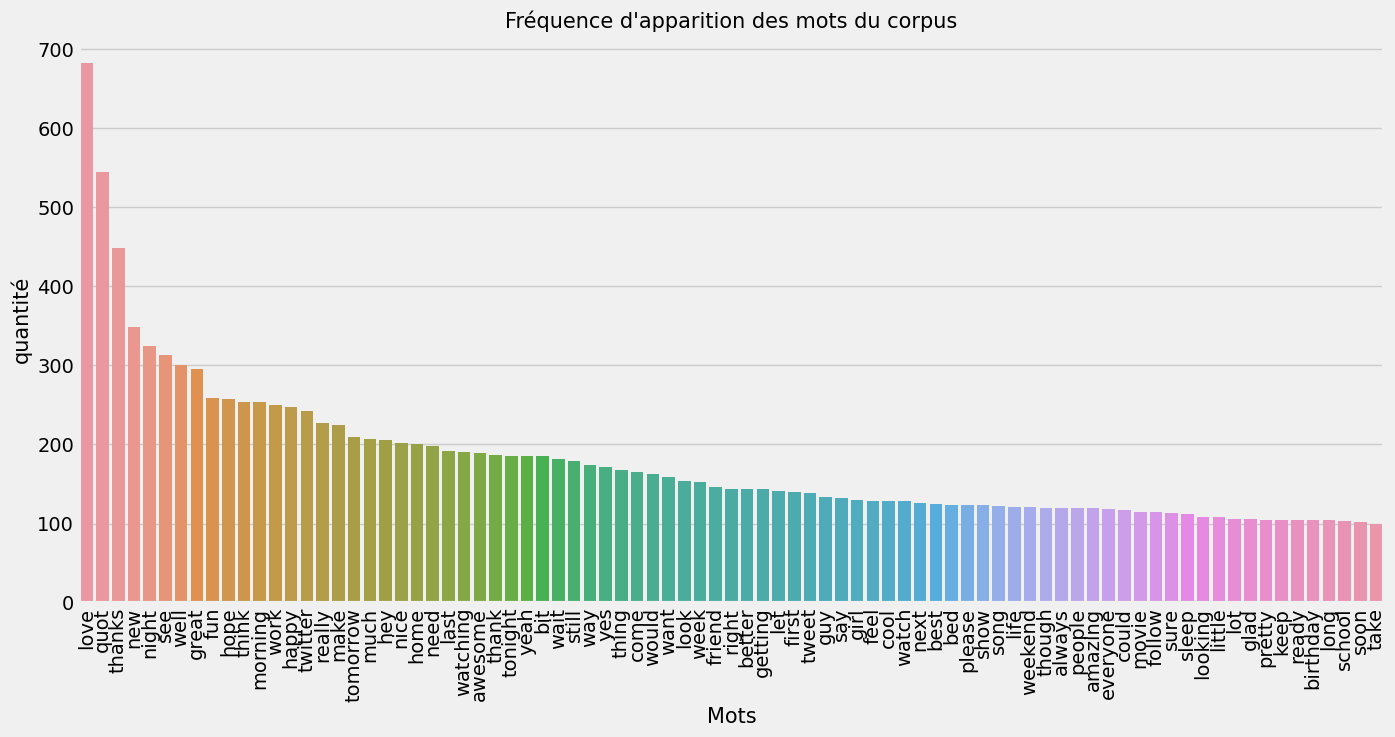 Fréquence d'apparition des mots du corpus
quantité
700
600
500
400
300
200
100
0
love
quot
thanks
new
night
see
well
great
fun
hope
think
morning
work
happy
twitter
really
make
tomorrow
much
hey
nice
home
need
last
watching
awesome
thank
tonight
yeah
bit
wait
still
way
yes
thing
come
would
want
look
week
friend
right
better
getting
let
first
tweet
guy
say
girl
feel
cool
watch
next
best
bed
please
show
song
life
weekend
though
always
people
amazing
everyone
could
movie
follow
sure
sleep
looking
little
lot
glad
pretty
keep
ready
birthday
long
school
soon
take
Mots